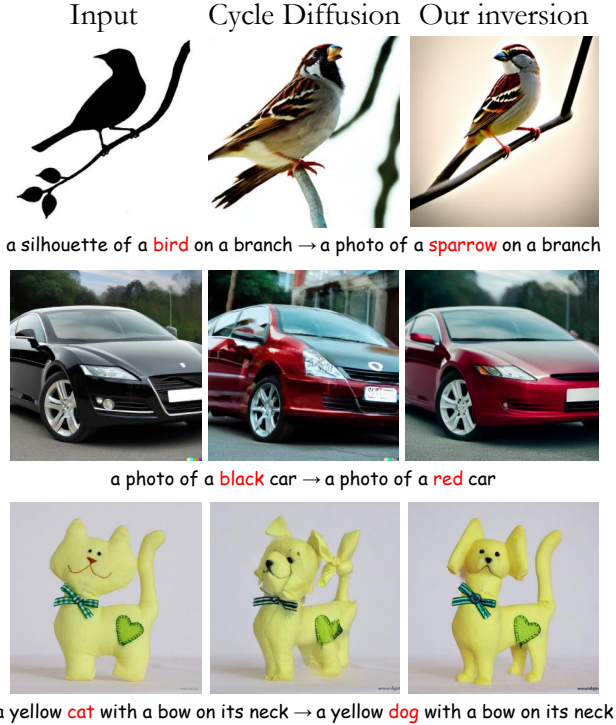 Input Cycle Diffusion Our inversion
a silhouette of a bird on a branch → a photo of a sparrow on a branch
a photo of a black car → a photo of a red car
a yellow cat with a bow on its neck → a yellow dog with a bow on its neck